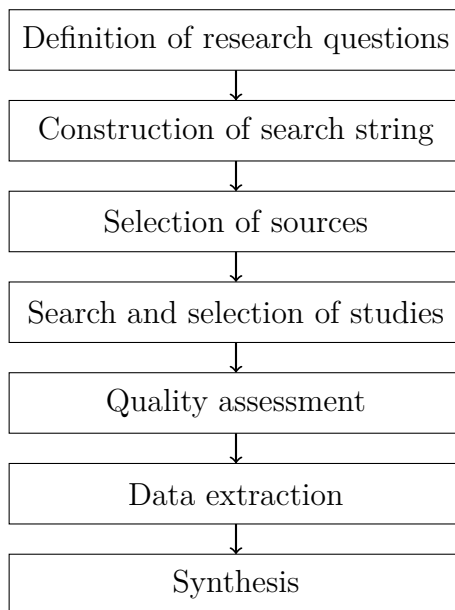 Definition of research questions
Construction of search string
Selection of sources
Search and selection of studies
Quality assessment
Data extraction
Synthesis